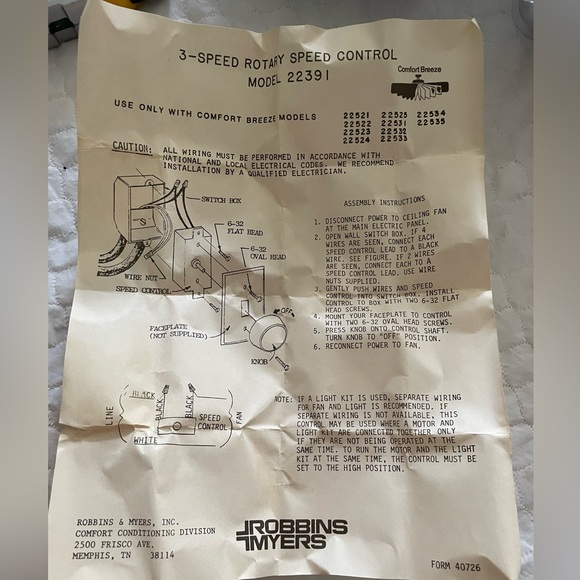 3-SPEED ROTARY SPEED CONTROL
MODEL 22391
Comfort Breeze
USE ONLY WITH COMFORT BREEZE MODELS
22521 22525 22534
22522 22531 22535
22523 22532
22524 22533
CAUTION: ALL WIRING MUST BE PERFORMED IN ACCORDANCE WITH
NATIONAL AND LOCAL ELECTRICAL CODES. WE RECOMMEND
INSTALLATION BY A QUALIFIED ELECTRICIAN.
SWITCH BOX
6-32
FLAT HEAD
6-32
OVAL HEAD
WIRE NUT
SPEED CONTROL
"OFF"
FACEPLATE
(NOT SUPPLIED)
KNOB
ASSEMBLY INSTRUCTIONS
1. DISCONNECT POWER TO CEILING FAN
AT THE MAIN ELECTRIC PANEL.
2. OPEN WALL SWITCH BOX. IF 4
WIRES ARE SEEN, CONNECT EACH
SPEED CONTROL LEAD TO A BLACK
WIRE. SEE FIGURE. IF 2 WIRES
ARE SEEN, CONNECT EACH TO A
SPEED CONTROL LEAD. USE WIRE
NUTS SUPPLIED.
3. GENTLY PUSH WIRES AND SPEED
CONTROL INTO SWITCH BOX. INSTALL
CONTROL TO BOX WITH TWO 6-32 FLAT
HEAD SCREWS.
4. MOUNT YOUR FACEPLATE TO CONTROL
WITH TWO 6-32 OVAL HEAD SCREWS.
5. PRESS KNOB ONTO CONTROL SHAFT.
TURN KNOB TO "OFF" POSITION.
6. RECONNECT POWER TO FAN.
LINE
BLACK
BLACK
BLACK
SPEED
CONTROL
FAN
WHITE
NOTE: IF A LIGHT KIT IS USED, SEPARATE WIRING
FOR FAN AND LIGHT IS RECOMMENDED. IF
SEPARATE WIRING IS NOT AVAILABLE, THIS
CONTROL MAY BE USED WHERE A MOTOR AND
LIGHT KIT ARE CONNECTED TOGETHER ONLY
IF THEY ARE NOT BEING OPERATED AT THE
SAME TIME. TO RUN THE MOTOR AND THE LIGHT
KIT AT THE SAME TIME, THE CONTROL MUST BE
SET TO THE HIGH POSITION.
ROBBINS & MYERS, INC.
COMFORT CONDITIONING DIVISION
2500 FRISCO AVE.
MEMPHIS, TN 38114
ROBBINS
MYERS
FORM 40726